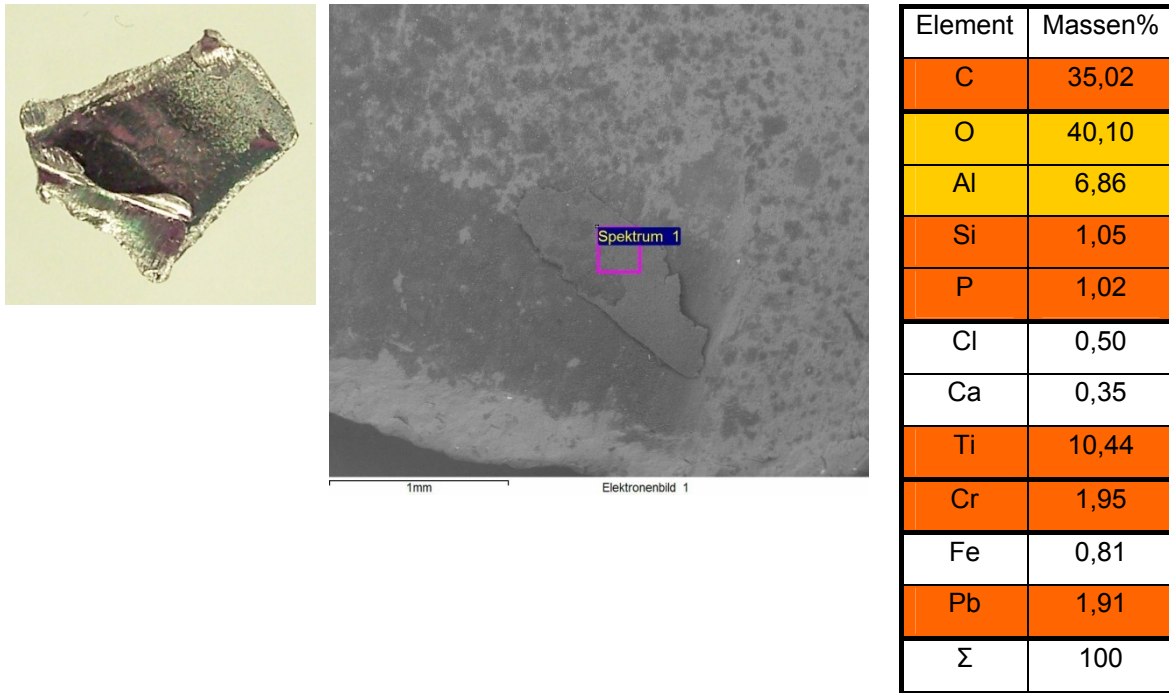 Spektrum 1
1mm
Elektronenbild 1
Element Massen%
C 35,02
O 40,10
Al 6,86
Si 1,05
P 1,02
Cl 0,50
Ca 0,35
Ti 10,44
Cr 1,95
Fe 0,81
Pb 1,91
Σ 100